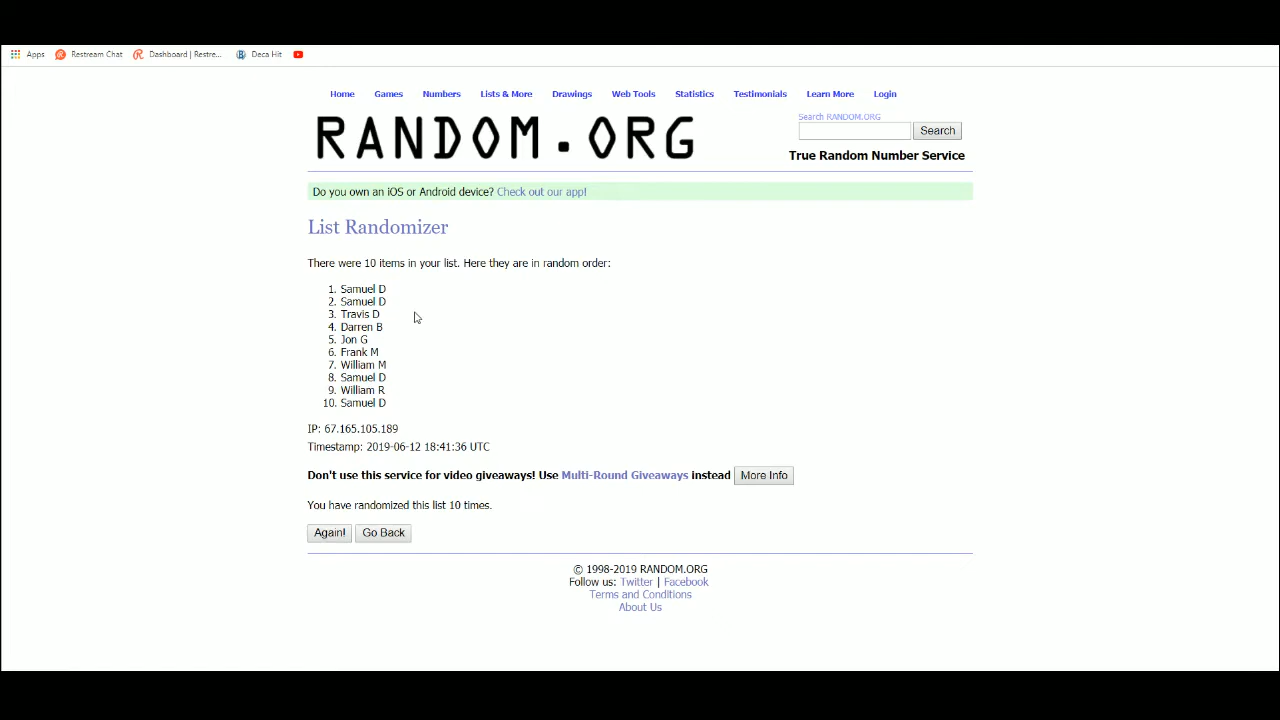 Apps Restream Chat Dashboard | Restre... Deca Hit
Home Games Numbers Lists & More Drawings Web Tools Statistics Testimonials Learn More Login
Search RANDOM.ORG
RANDOM.ORG
Search
True Random Number Service
Do you own an iOS or Android device? Check out our app!
List Randomizer
There were 10 items in your list. Here they are in random order:
1. Samuel D
2. Samuel D
3. Travis D
4. Darren B
5. Jon G
6. Frank M
7. William M
8. Samuel D
9. William R
10. Samuel D
IP: 67.165.105.189
Timestamp: 2019-06-12 18:41:36 UTC
Don't use this service for video giveaways! Use Multi-Round Giveaways instead More Info
You have randomized this list 10 times.
Again! Go Back
© 1998-2019 RANDOM.ORG
Follow us: Twitter | Facebook
Terms and Conditions
About Us